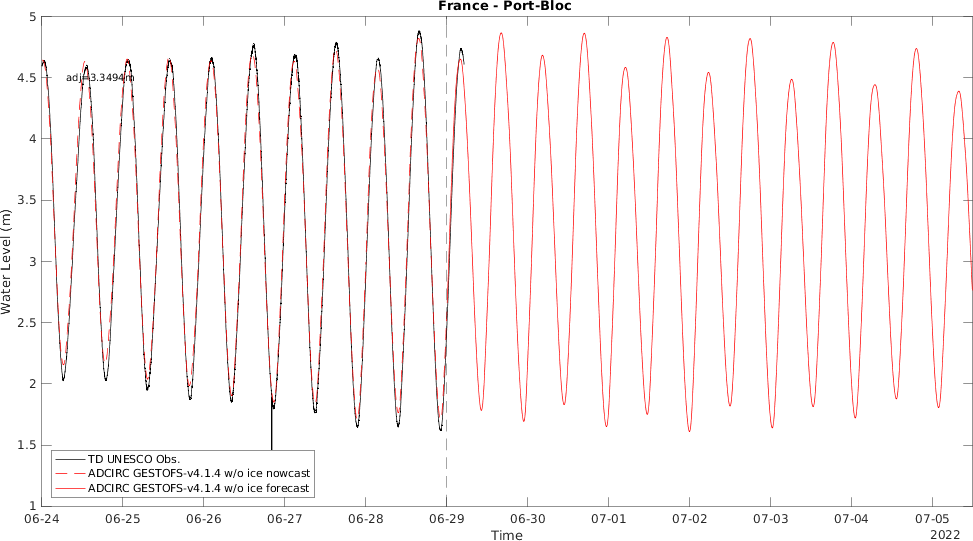 France - Port-Bloc
5
4.5
4
3.5
3
2.5
2
1.5
1
Water Level (m)
adj=3.3494m
TD UNESCO Obs.
ADCIRC GESTOFS-v4.1.4 w/o ice nowcast
ADCIRC GESTOFS-v4.1.4 w/o ice forecast
06-24 06-25 06-26 06-27 06-28 06-29 06-30 07-01 07-02 07-03 07-04 07-05
Time
2022